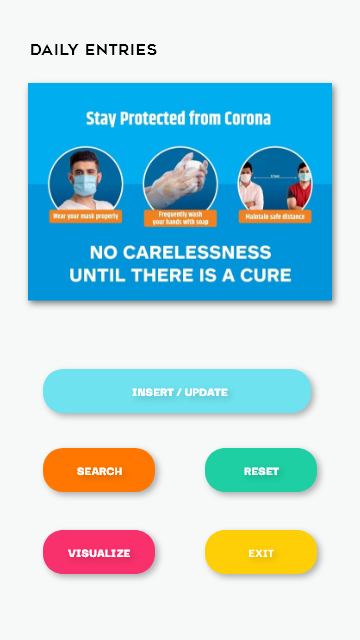 DAILY ENTRIES
Stay Protected from Corona
Wear your mask properly
Frequently wash
your hands with soap
Maintain safe distance
NO CARELESSNESS
UNTIL THERE IS A CURE
INSERT / UPDATE
SEARCH
RESET
VISUALIZE
EXIT